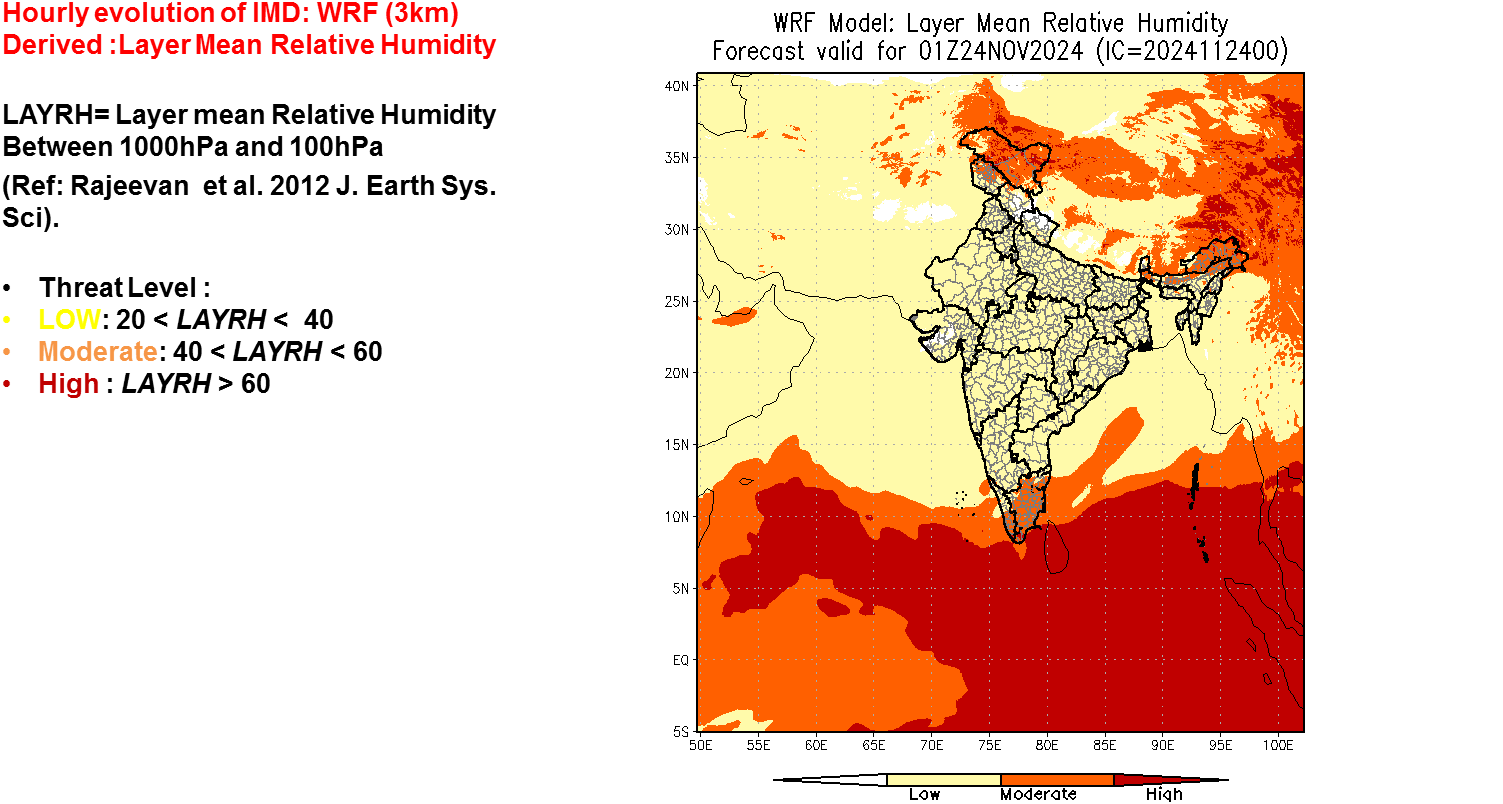 Hourly evolution of IMD: WRF (3km)
Derived :Layer Mean Relative Humidity
LAYRH= Layer mean Relative Humidity
Between 1000hPa and 100hPa
(Ref: Rajeevan et al. 2012 J. Earth Sys.
Sci).
• Threat Level :
• LOW: 20 < LAYRH < 40
• Moderate: 40 < LAYRH < 60
• High : LAYRH > 60
WRF Model: Layer Mean Relative Humidity
Forecast valid for 01Z24NOV2024 (IC=2024112400)
40N
35N
30N
25N
20N
15N
10N
5N
EQ
5S
50E 55E 60E 65E 70E 75E 80E 85E 90E 95E 100E
Low Moderate High